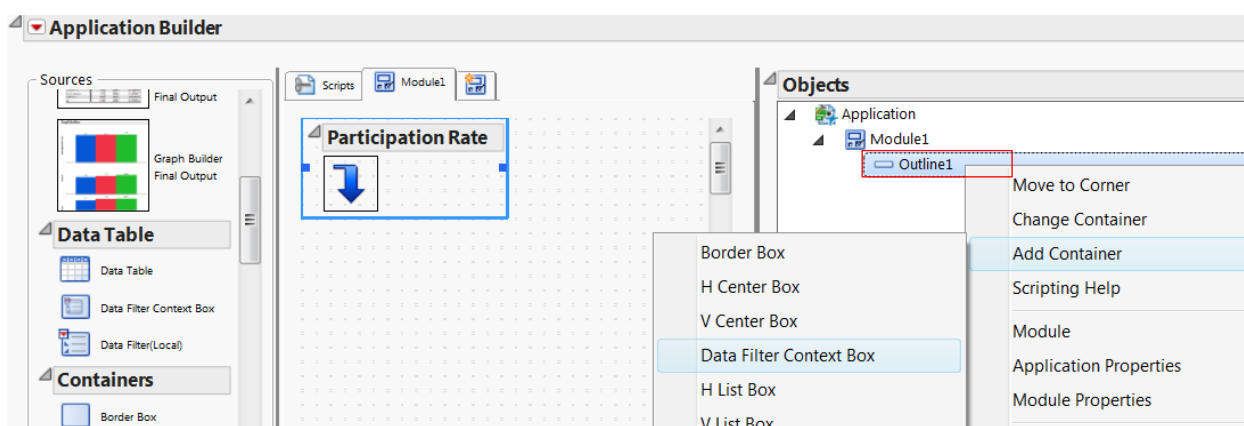 Application Builder
Sources
Final Output
Graph Builder
Final Output
Data Table
Data Table
Data Filter Context Box
Data Filter(Local)
Containers
Border Box
Scripts
Module1
Participation Rate
Objects
Application
Module1
Outline1
Move to Corner
Change Container
Add Container
Scripting Help
Module
Application Properties
Module Properties
Border Box
H Center Box
V Center Box
Data Filter Context Box
H List Box
V List Box